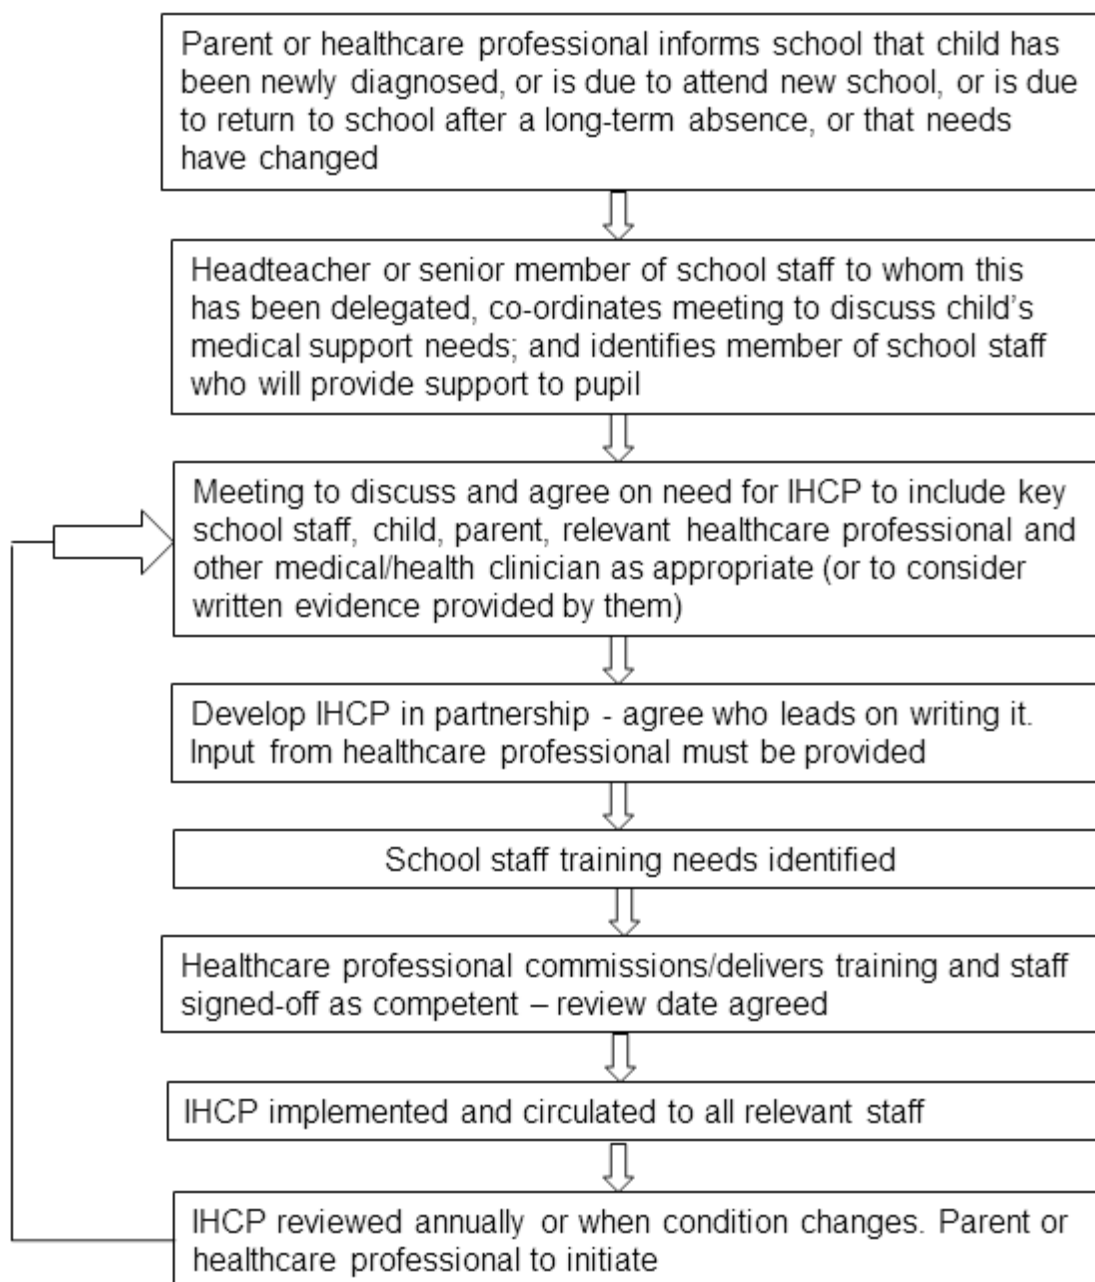 Parent or healthcare professional informs school that child has
been newly diagnosed, or is due to attend new school, or is due
to return to school after a long-term absence, or that needs
have changed
Headteacher or senior member of school staff to whom this
has been delegated, co-ordinates meeting to discuss child's
medical support needs; and identifies member of school staff
who will provide support to pupil
Meeting to discuss and agree on need for IHCP to include key
school staff, child, parent, relevant healthcare professional and
other medical/health clinician as appropriate (or to consider
written evidence provided by them)
Develop IHCP in partnership - agree who leads on writing it.
Input from healthcare professional must be provided
School staff training needs identified
Healthcare professional commissions/delivers training and staff
signed-off as competent – review date agreed
IHCP implemented and circulated to all relevant staff
IHCP reviewed annually or when condition changes. Parent or
healthcare professional to initiate